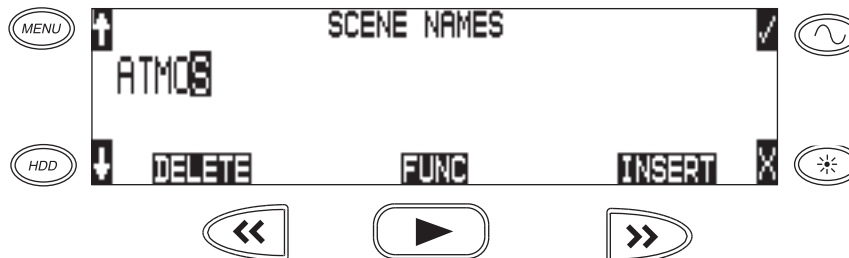 MENU
SCENE NAMES
ATMOS
HDD
DELETE FUNC INSERT X